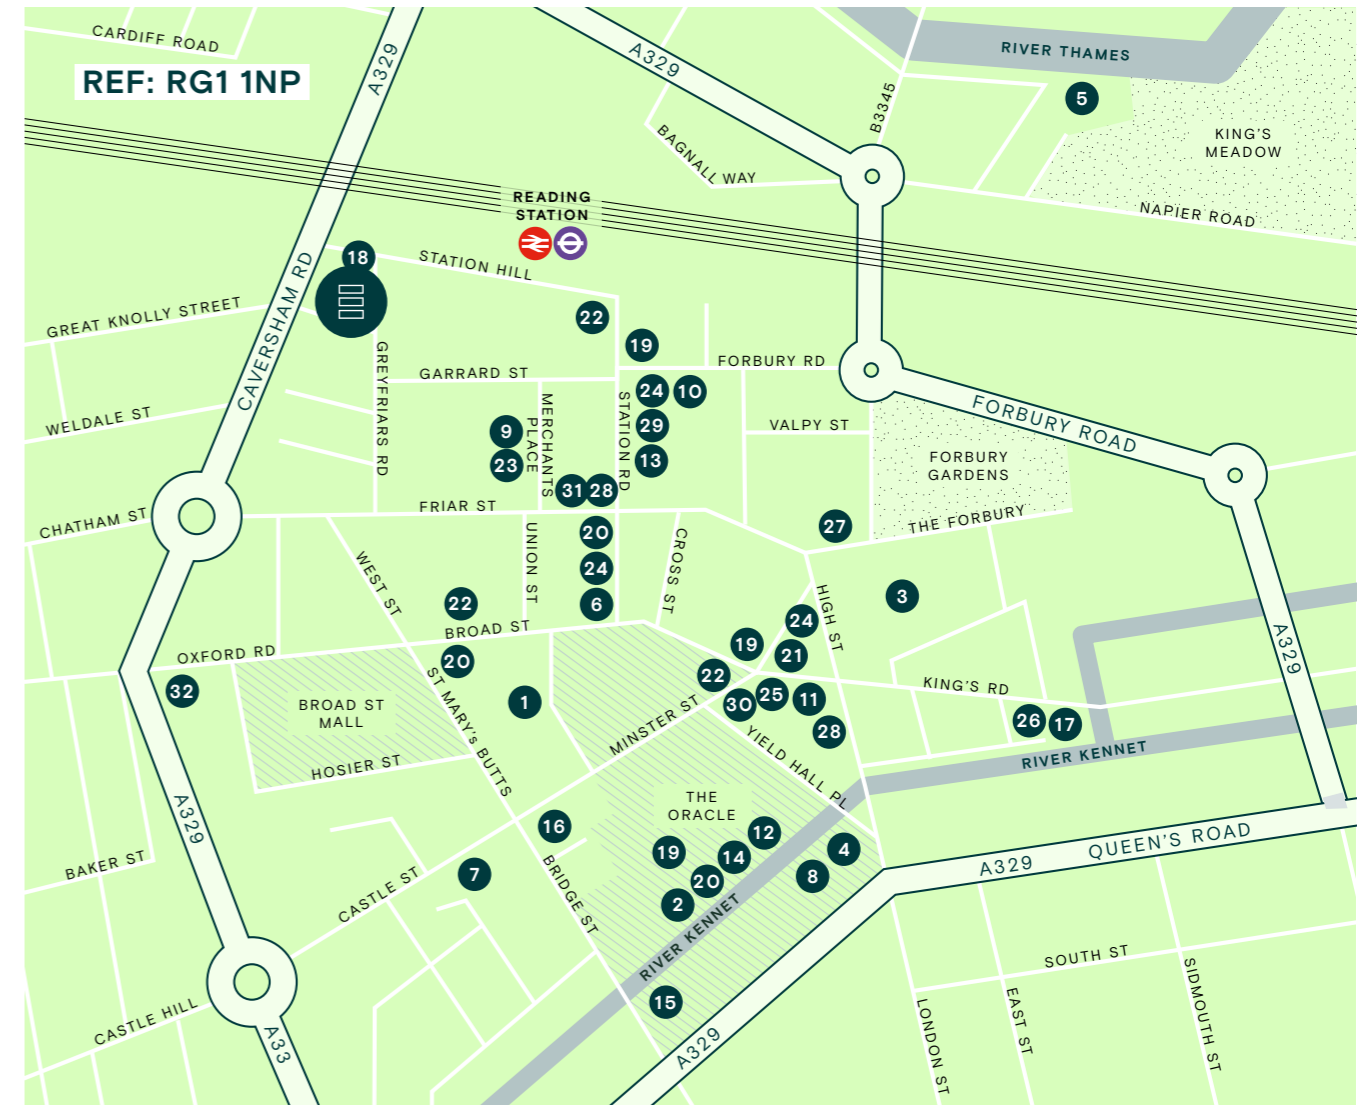 CARDIFF ROAD
REF: RG1 1NP
A329
A329
B3345
RIVER THAMES
5
KING'S
MEADOW
BAGNALL WAY
NAPIER ROAD
READING
STATION
18
STATION HILL
GREAT KNOLLY STREET
CAVERSHAM RD
22
19
FORBURY RD
GREYFRIARS RD
GARRARD ST
24
10
WELDALE ST
MERCHANTS
PLACE
STATION RD
9
29
VALPY ST
FORBURY ROAD
23
13
FORBURY
GARDENS
31
28
CHATHAM ST
FRIAR ST
THE FORBURY
20
27
UNION ST
CROSS ST
WEST ST
24
3
22
6
HIGH ST
24
BROAD ST
19
21
A329
OXFORD RD
20
22
KING'S RD
32
1
25
11
30
BROAD ST
MALL
ST MARY's BUTTS
MINSTER ST
28
26
17
YIELD HALL PL
RIVER KENNET
HOSIER ST
THE
ORACLE
A329
16
12
QUEEN'S ROAD
19
14
4
A329
BAKER ST
7
20
8
CASTLE ST
BRIDGE ST
2
RIVER KENNET
SOUTH ST
15
CASTLE HILL
A33
A329
LONDON ST
EAST ST
SIDMOUTH ST